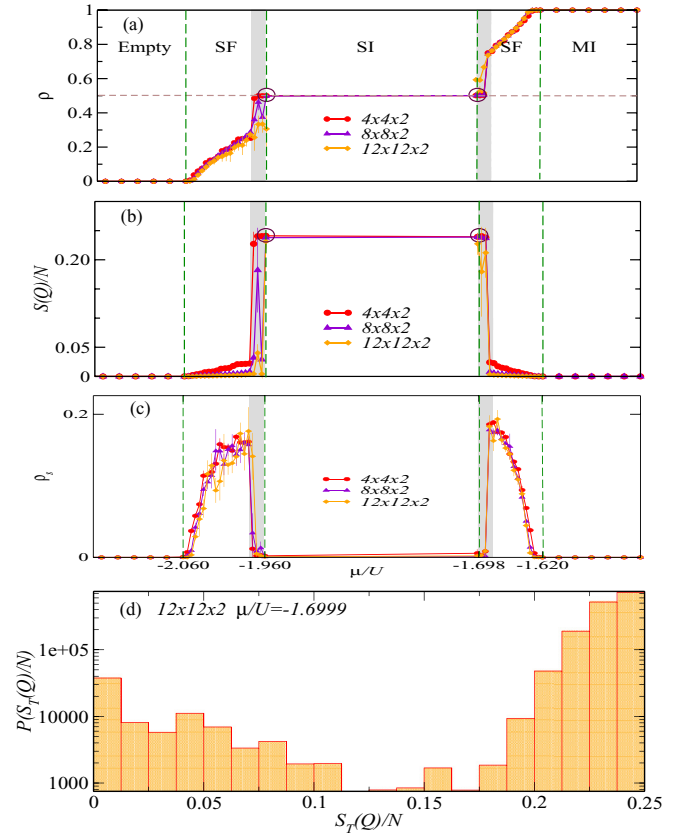 (a)
1
0.8
0.6
0.4
0.2
0
ρ
Empty SF SI SF MI
4x4x2
8x8x2
12x12x2
(b)
0.20
0.05
0
S(Q)/N
4x4x2
8x8x2
12x12x2
(c)
0.2
0
ρs
4x4x2
8x8x2
12x12x2
-2.060 -1.960 μ/U -1.698 -1.620
(d) 12x12x2 μ/U=-1.6999
1e+05
10000
1000
P(S_T(Q)/N)
0 0.05 0.1 0.15 0.2 0.25
S_T(Q)/N